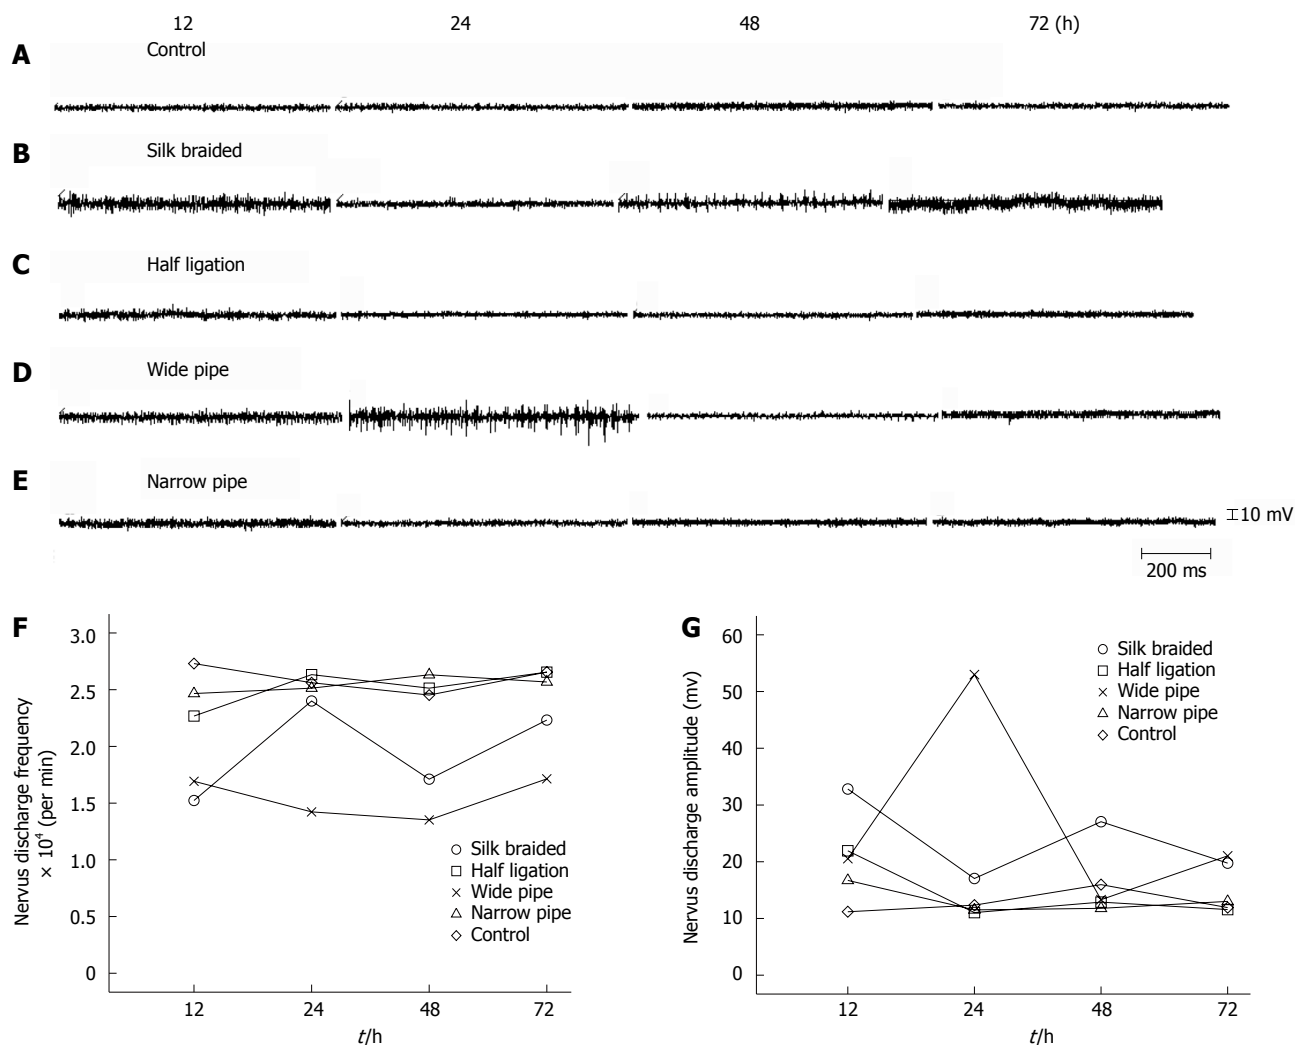 12 24 48 72 (h)
A Control
B Silk braided
C Half ligation
D Wide pipe
E Narrow pipe
10 mV
200 ms
F
Nervus discharge frequency
× 10⁴ (per min)
3.0
2.5
2.0
1.5
1.0
0.5
0
Silk braided
Half ligation
Wide pipe
Narrow pipe
Control
12 24 48 72
t/h
G
Nervus discharge amplitude (mv)
60
50
40
30
20
10
0
Silk braided
Half ligation
Wide pipe
Narrow pipe
Control
12 24 48 72
t/h